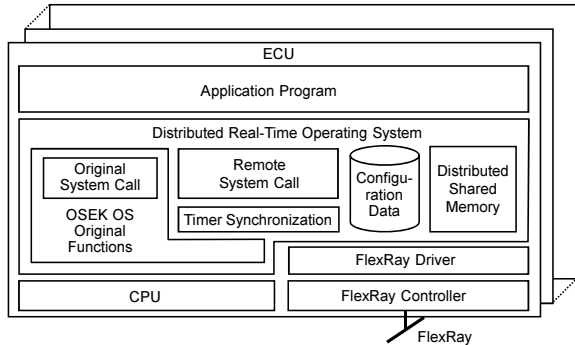 ECU
Application Program
Distributed Real-Time Operating System
Original
System Call
OSEK OS
Original
Functions
Remote
System Call
Timer Synchronization
Configu-
ration
Data
Distributed
Shared
Memory
FlexRay Driver
CPU
FlexRay Controller
FlexRay